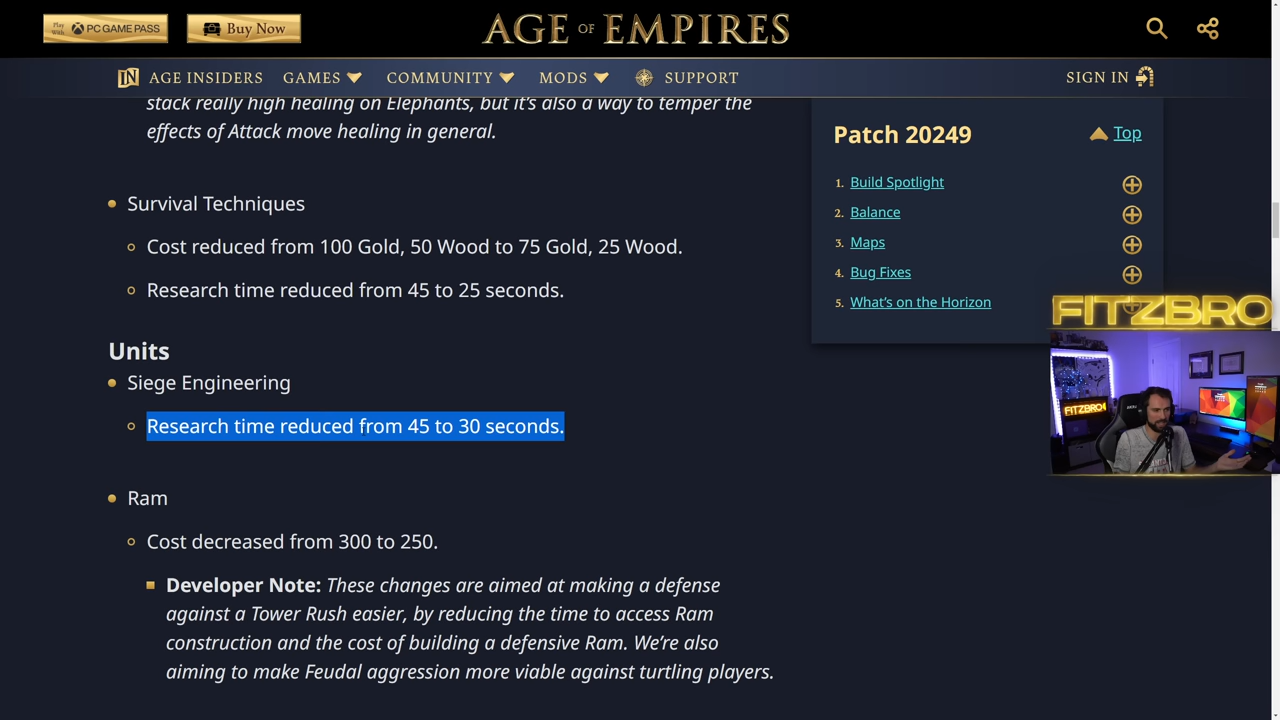 Play With
XBOX PC GAME PASS
Buy Now
AGE OF EMPIRES
IN AGE INSIDERS
GAMES
COMMUNITY
MODS
SUPPORT
SIGN IN
stack really high healing on Elephants, but it's also a way to temper the
effects of Attack move healing in general.
Survival Techniques
Cost reduced from 100 Gold, 50 Wood to 75 Gold, 25 Wood.
Research time reduced from 45 to 25 seconds.
Units
Siege Engineering
Research time reduced from 45 to 30 seconds.
Ram
Cost decreased from 300 to 250.
Developer Note: These changes are aimed at making a defense
against a Tower Rush easier, by reducing the time to access Ram
construction and the cost of building a defensive Ram. We're also
aiming to make Feudal aggression more viable against turtling players.
Patch 20249
Top
1. Build Spotlight
2. Balance
3. Maps
4. Bug Fixes
5. What's on the Horizon
FITZBRO
FITZBRO